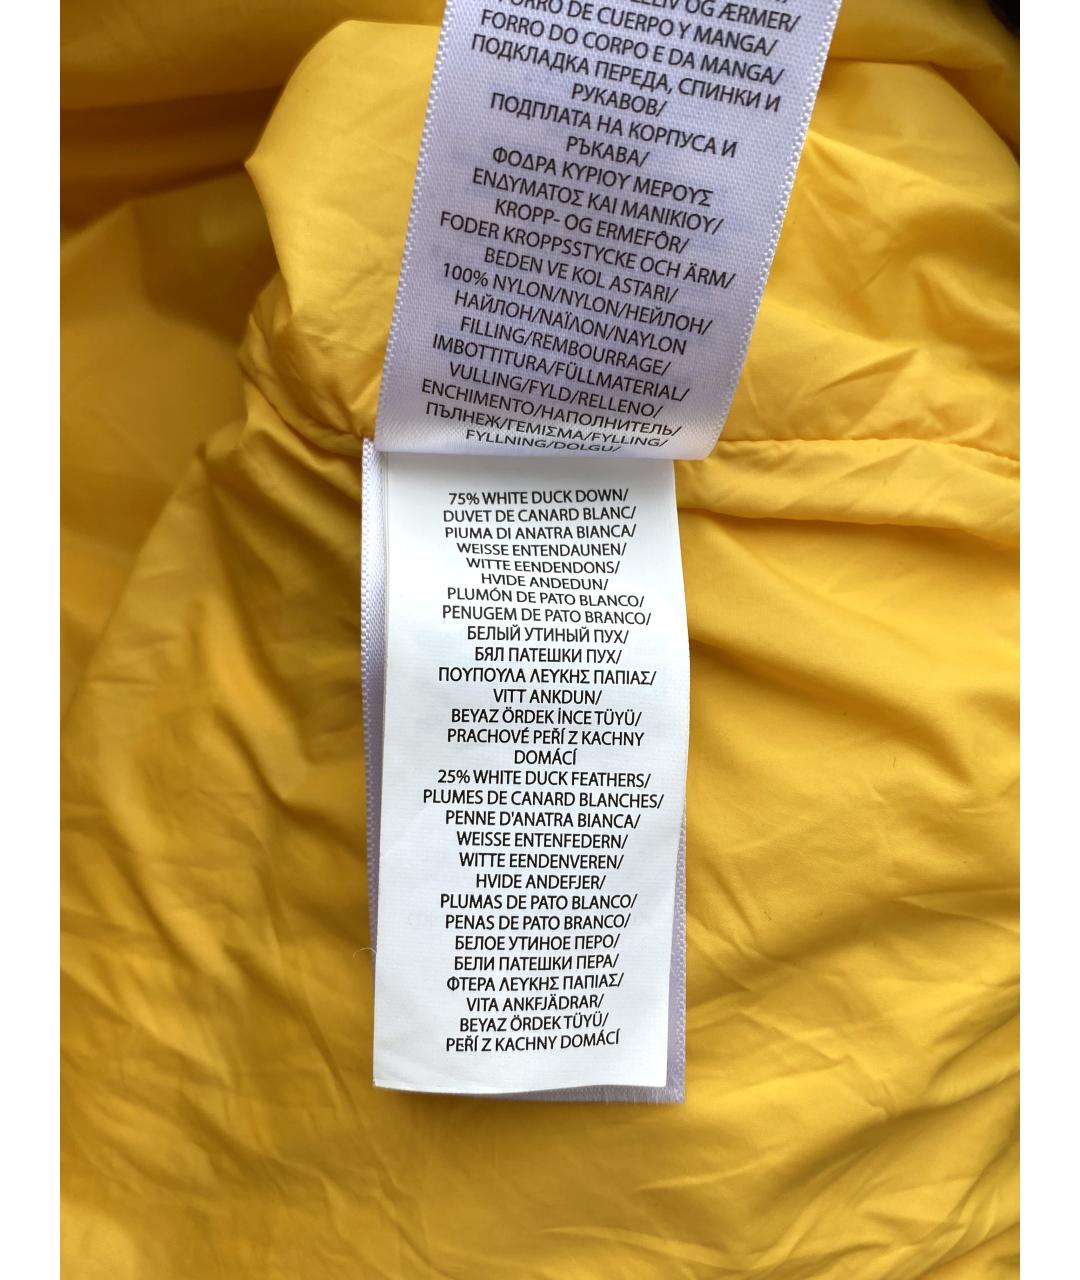 OG ÆRMER/
FORRO DE CUERPO Y MANGA/
FORRO DO CORPO E DA MANGA/
ПОДКЛАДКА ПЕРЕДА, СПИНКИ И
РУКАВОВ/
ПОДПЛАТА НА КОРПУСА И
РЪКАВА/
ΦΟΔΡΑ ΚΥΡΙΟΥ ΜΕΡΟΥΣ
ΕΝΔΥΜΑΤΟΣ ΚΑΙ ΜΑΝΙΚΙΟΥ/
KROPP- OG ERMEFÔR/
FODER KROPPSSTYCKE OCH ÄRM/
BEDEN VE KOL ASTARI/
100% NYLON/NYLON/НЕЙЛОН/
НАЙЛОН/ΝΑΪΛΟΝ/NAYLON
FILLING/REMBOURRAGE/
IMBOTTITURA/FÜLLMATERIAL/
VULLING/FYLD/RELLENO/
ENCHIMENTO/НАПОЛНИТЕЛЬ/
ПЪЛНЕЖ/ΓΕΜΙΣΜΑ/FYLLING/
FYLLNING/DOLGU/
75% WHITE DUCK DOWN/
DUVET DE CANARD BLANC/
PIUMA DI ANATRA BIANCA/
WEISSE ENTENDAUNEN/
WITTE EENDENDONS/
HVIDE ANDEDUN/
PLUMÓN DE PATO BLANCO/
PENUGEM DE PATO BRANCO/
БЕЛЫЙ УТИНЫЙ ПУХ/
БЯЛ ПАТЕШКИ ПУХ/
ΠΟΥΠΟΥΛΑ ΛΕΥΚΗΣ ΠΑΠΙΑΣ/
VITT ANKDUN/
BEYAZ ÖRDEK İNCE TÜYÜ/
PRACHOVÉ PEŘÍ Z KACHNY
DOMÁCÍ
25% WHITE DUCK FEATHERS/
PLUMES DE CANARD BLANCHES/
PENNE D'ANATRA BIANCA/
WEISSE ENTENFEDERN/
WITTE EENDENVEREN/
HVIDE ANDEFJER/
PLUMAS DE PATO BLANCO/
PENAS DE PATO BRANCO/
БЕЛОЕ УТИНОЕ ПЕРО/
БЕЛИ ПАТЕШКИ ПЕРА/
ΦΤΕΡΑ ΛΕΥΚΗΣ ΠΑΠΙΑΣ/
VITA ANKFJÄDRAR/
BEYAZ ÖRDEK TÜYÜ/
PEŘÍ Z KACHNY DOMÁCÍ